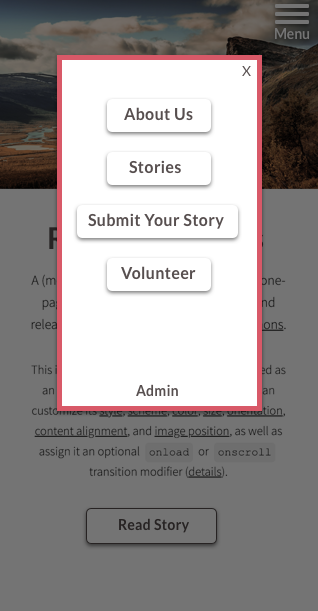 Menu
X
About Us
Stories
Submit Your Story
Volunteer
Admin
R s
A (m one-
pag nd
relea ions.
This i ed as
an an
customize its style, scheme, color, size, orientation,
content alignment, and image position, as well as
assign it an optional onload or onscroll
transition modifier (details).
Read Story